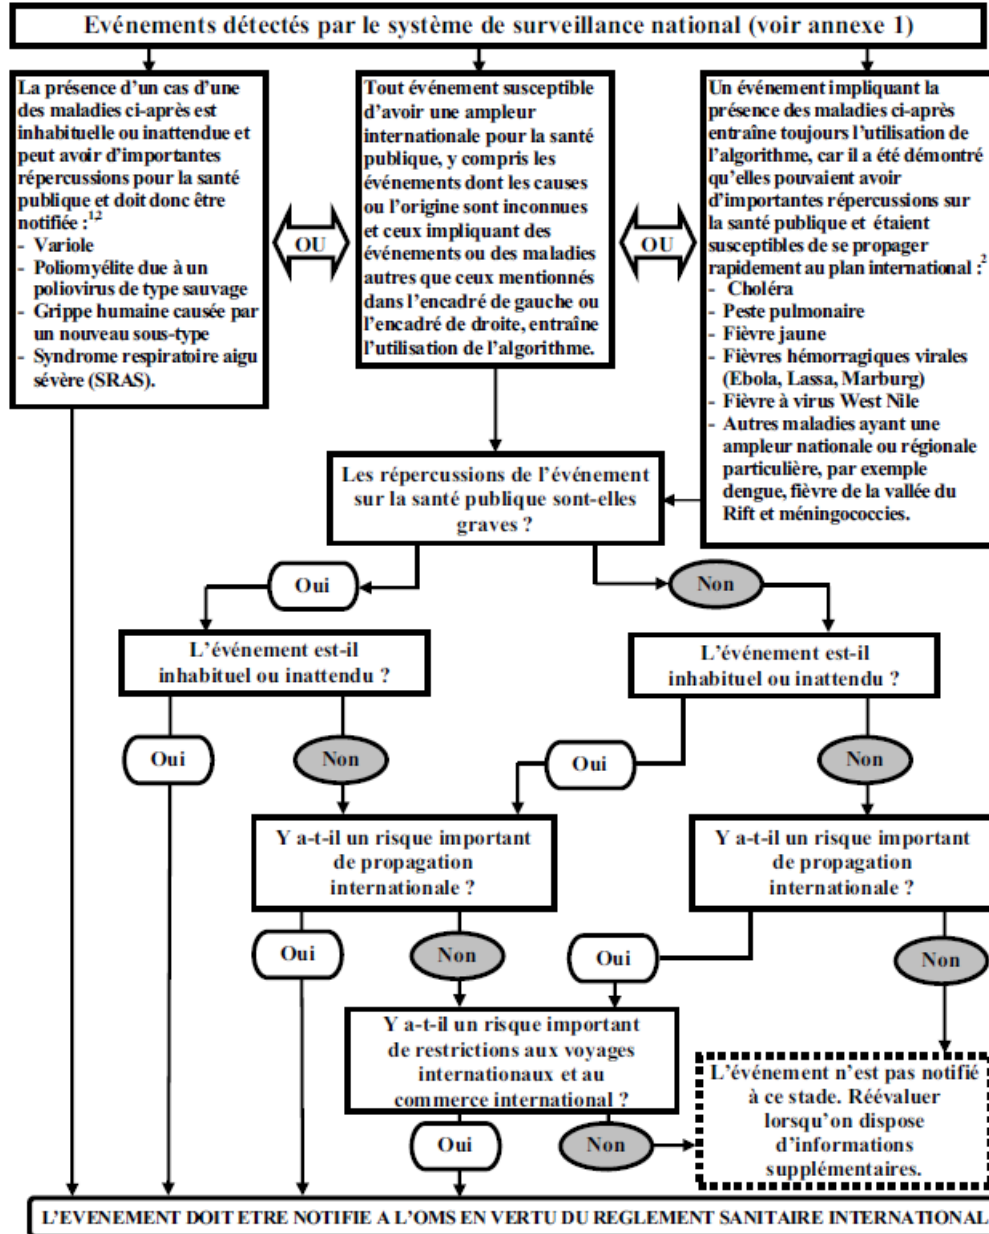 Evénements détectés par le système de surveillance national (voir annexe 1)
La présence d'un cas d'une
des maladies ci-après est
inhabituelle ou inattendue et
peut avoir d'importantes
répercussions pour la santé
publique et doit donc être
notifiée :1,2
- Variole
- Poliomyélite due à un
poliovirus de type sauvage
- Grippe humaine causée par
un nouveau sous-type
- Syndrome respiratoire aigu
sévère (SRAS).
OU
Tout événement susceptible
d'avoir une ampleur
internationale pour la santé
publique, y compris les
événements dont les causes
ou l'origine sont inconnues
et ceux impliquant des
événements ou des maladies
autres que ceux mentionnés
dans l'encadré de gauche ou
l'encadré de droite, entraîne
l'utilisation de l'algorithme.
OU
Un événement impliquant la
présence des maladies ci-après
entraîne toujours l'utilisation de
l'algorithme, car il a été démontré
qu'elles pouvaient avoir
d'importantes répercussions sur
la santé publique et étaient
susceptibles de se propager
rapidement au plan international :2
- Choléra
- Peste pulmonaire
- Fièvre jaune
- Fièvres hémorragiques virales
(Ebola, Lassa, Marburg)
- Fièvre à virus West Nile
- Autres maladies ayant une
ampleur nationale ou régionale
particulière, par exemple
dengue, fièvre de la vallée du
Rift et méningococcies.
Les répercussions de l'événement
sur la santé publique sont-elles
graves ?
Oui
Non
L'événement est-il
inhabituel ou inattendu ?
L'événement est-il
inhabituel ou inattendu ?
Oui
Non
Oui
Non
Y a-t-il un risque important
de propagation
internationale ?
Y a-t-il un risque important
de propagation
internationale ?
Oui
Non
Oui
Non
Y a-t-il un risque important
de restrictions aux voyages
internationaux et au
commerce international ?
L'événement n'est pas notifié
à ce stade. Réévaluer
lorsqu'on dispose
d'informations
supplémentaires.
Oui
Non
L'EVENEMENT DOIT ETRE NOTIFIE A L'OMS EN VERTU DU REGLEMENT SANITAIRE INTERNATIONAL